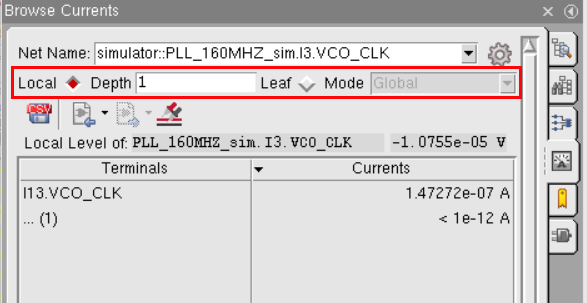 Browse Currents
Net Name: simulator::PLL_160MHZ_sim.I3.VCO_CLK
Local Depth 1 Leaf Mode Global
CSV
Local Level of: PLL_160MHZ_sim.I3.VCO_CLK -1.0755e-05 V
Terminals Currents
I13.VCO_CLK 1.47272e-07 A
... (1) < 1e-12 A